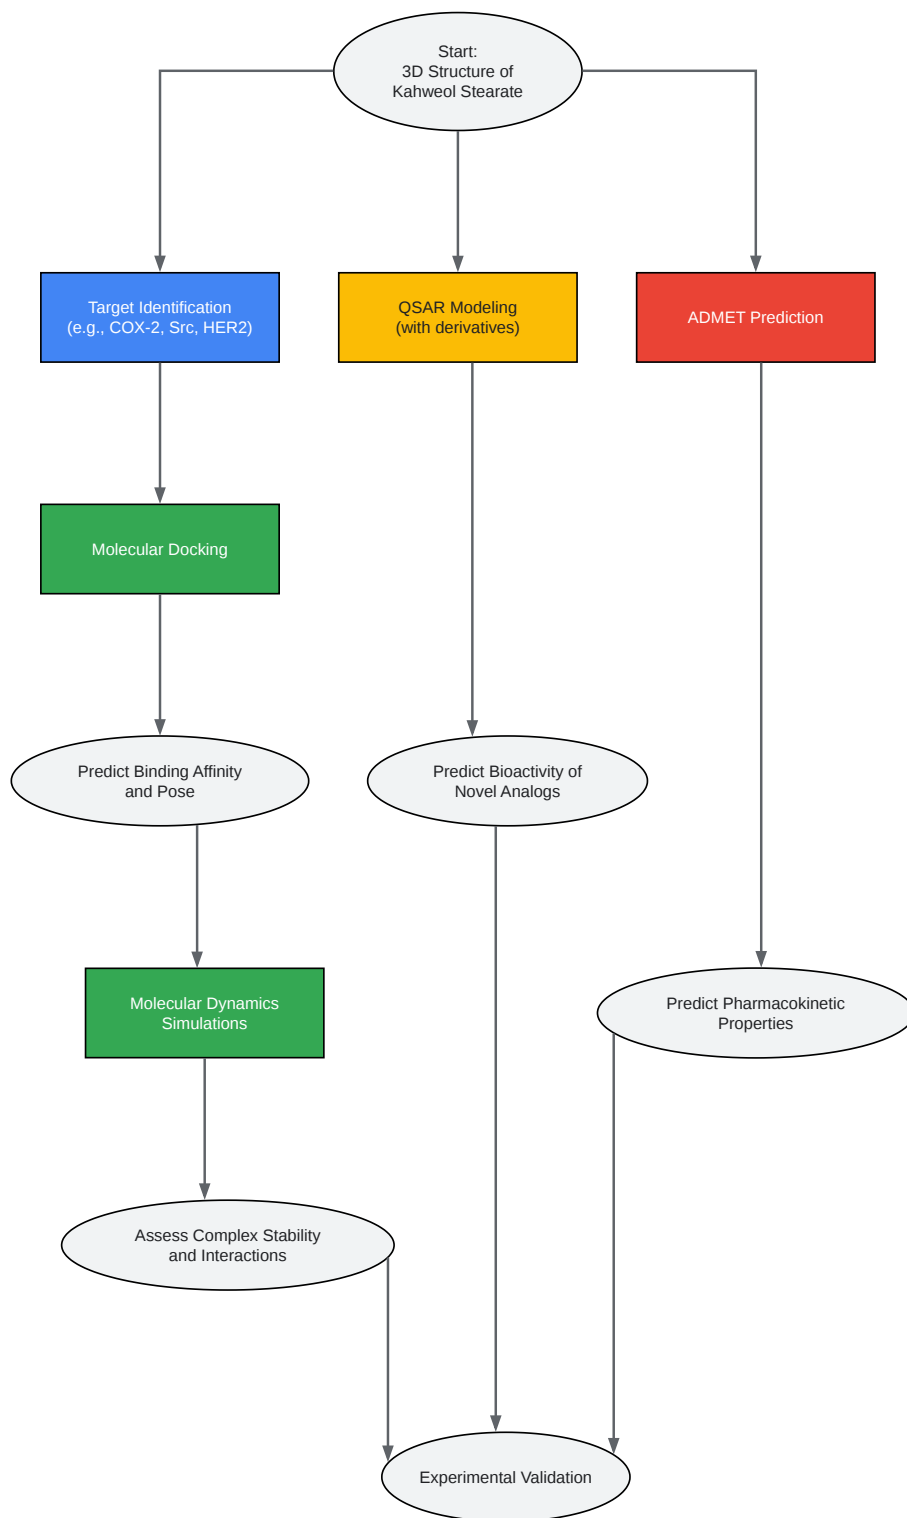 Start:
3D Structure of
Kahweol Stearate
Target Identification
(e.g., COX-2, Src, HER2)
QSAR Modeling
(with derivatives)
ADMET Prediction
Molecular Docking
Predict Binding Affinity
and Pose
Predict Bioactivity of
Novel Analogs
Molecular Dynamics
Simulations
Predict Pharmacokinetic
Properties
Assess Complex Stability
and Interactions
Experimental Validation